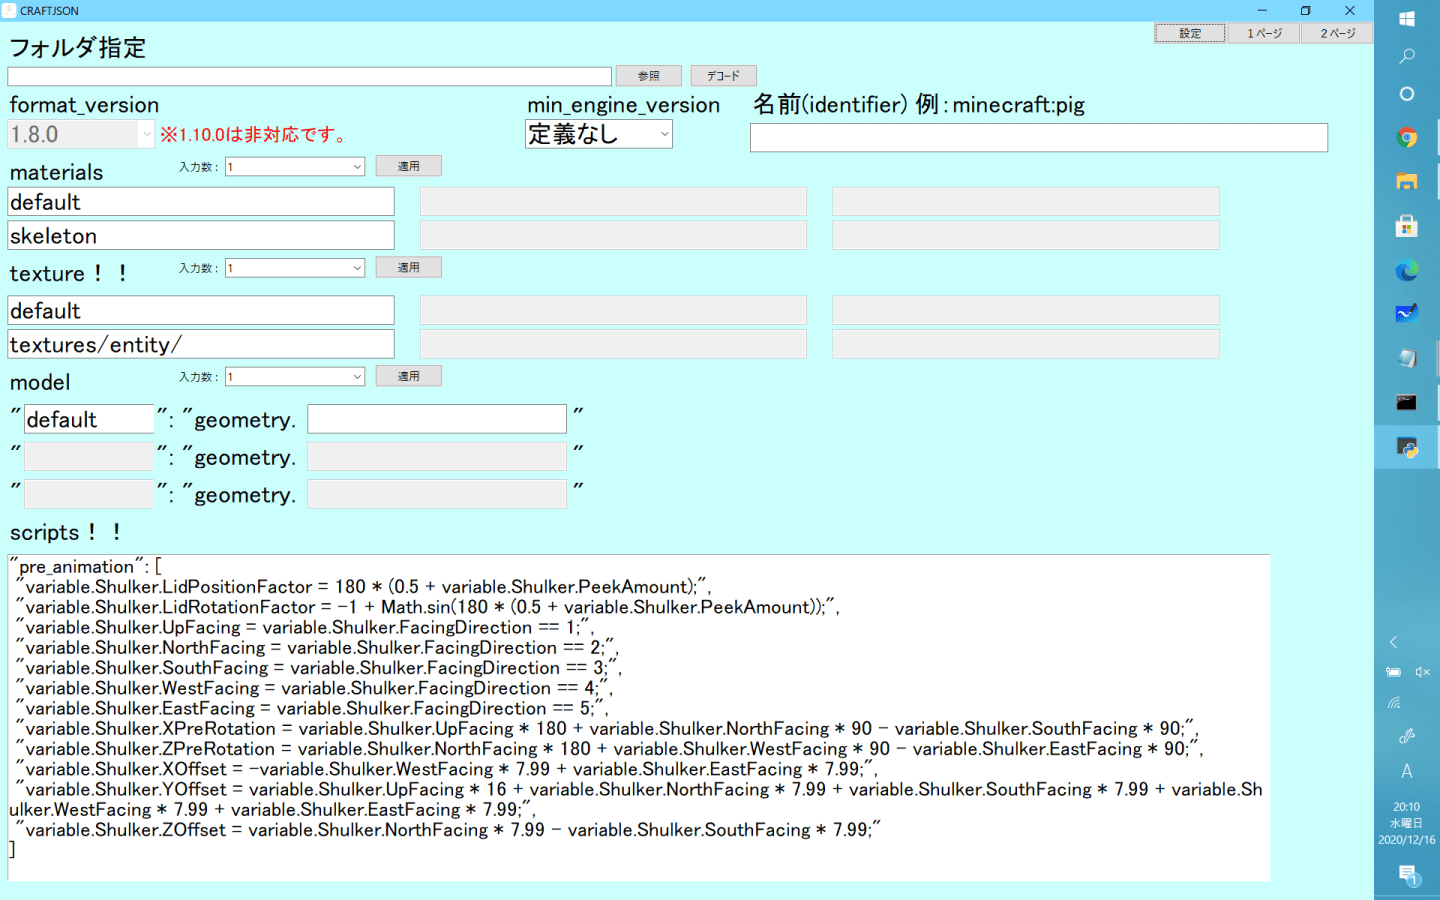 CRAFTJSON
設定
1 ページ
2 ページ
フォルダ指定
参照
デコード
format_version
min_engine_version
名前(identifier) 例：minecraft:pig
1.8.0
※1.10.0は非対応です。
定義なし
materials
入力数：
1
適用
default
skeleton
texture！！
入力数：
1
適用
default
textures/entity/
model
入力数：
1
適用
"default": "geometry. "
"": "geometry. "
"": "geometry. "
scripts！！
"pre_animation": [
"variable.Shulker.LidPositionFactor = 180 * (0.5 + variable.Shulker.PeekAmount);",
"variable.Shulker.LidRotationFactor = -1 + Math.sin(180 * (0.5 + variable.Shulker.PeekAmount));",
"variable.Shulker.UpFacing = variable.Shulker.FacingDirection == 1;",
"variable.Shulker.NorthFacing = variable.Shulker.FacingDirection == 2;",
"variable.Shulker.SouthFacing = variable.Shulker.FacingDirection == 3;",
"variable.Shulker.WestFacing = variable.Shulker.FacingDirection == 4;",
"variable.Shulker.EastFacing = variable.Shulker.FacingDirection == 5;",
"variable.Shulker.XPreRotation = variable.Shulker.UpFacing * 180 + variable.Shulker.NorthFacing * 90 - variable.Shulker.SouthFacing * 90;",
"variable.Shulker.ZPreRotation = variable.Shulker.NorthFacing * 180 + variable.Shulker.WestFacing * 90 - variable.Shulker.EastFacing * 90;",
"variable.Shulker.XOffset = -variable.Shulker.WestFacing * 7.99 + variable.Shulker.EastFacing * 7.99;",
"variable.Shulker.YOffset = variable.Shulker.UpFacing * 16 + variable.Shulker.NorthFacing * 7.99 + variable.Shulker.SouthFacing * 7.99 + variable.Sh
ulker.WestFacing * 7.99 + variable.Shulker.EastFacing * 7.99;",
"variable.Shulker.ZOffset = variable.Shulker.NorthFacing * 7.99 - variable.Shulker.SouthFacing * 7.99;"
]
A
20:10
水曜日
2020/12/16
1